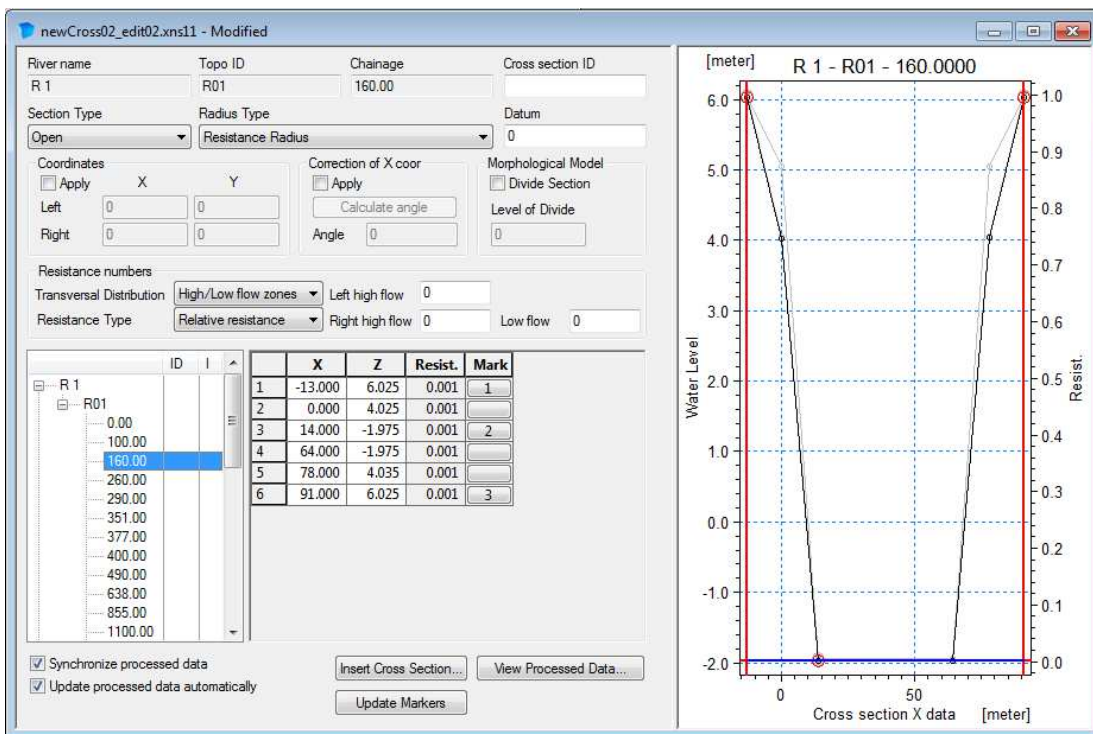 newCross02_edit02.xns11 - Modified
River name Topo ID Chainage Cross section ID
R 1 R01 160.00
Section Type Radius Type Datum
Open Resistance Radius 0
Coordinates Correction of X coor Morphological Model
Apply X Y Apply Divide Section
Left 0 0 Calculate angle Level of Divide
Right 0 0 Angle 0 0
Resistance numbers
Transversal Distribution High/Low flow zones Left high flow 0
Resistance Type Relative resistance Right high flow 0 Low flow 0
ID I
R 1
R01
0.00
100.00
160.00
260.00
290.00
351.00
377.00
400.00
490.00
638.00
855.00
1100.00
X Z Resist. Mark
1 -13.000 6.025 0.001 1
2 0.000 4.025 0.001
3 14.000 -1.975 0.001 2
4 64.000 -1.975 0.001
5 78.000 4.035 0.001
6 91.000 6.025 0.001 3
Synchronize processed data
Update processed data automatically
Insert Cross Section... View Processed Data...
Update Markers
[meter] R 1 - R01 - 160.0000
6.0
5.0
4.0
3.0
2.0
1.0
0.0
-1.0
-2.0
Water Level
1.0
0.9
0.8
0.7
0.6
0.5
0.4
0.3
0.2
0.1
0.0
Resist.
0 50
Cross section X data [meter]